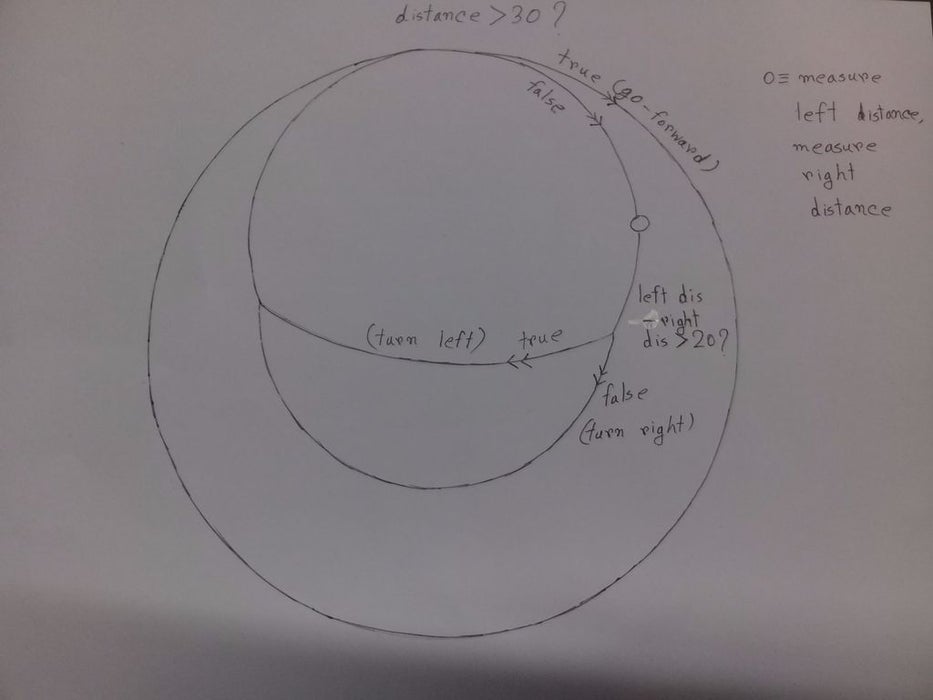 distance > 30 ?
true (go-forward)
false
O ≡ measure
left distance,
measure
right
distance
left dis
- right
dis > 20?
(turn left) true
false
(turn right)